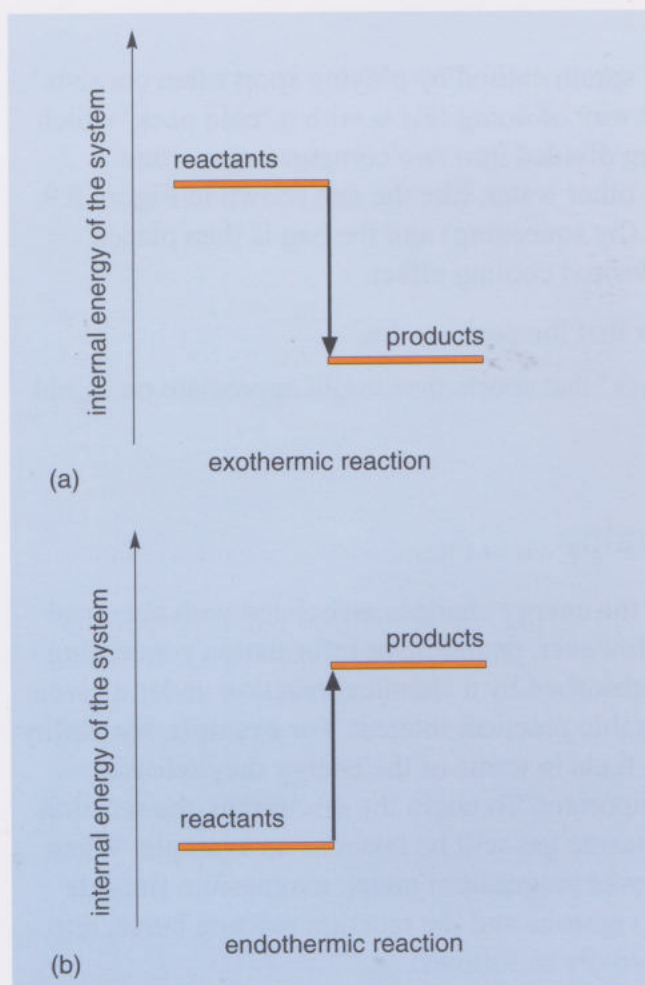 internal energy of the system
reactants
products
exothermic reaction
(a)
internal energy of the system
products
reactants
endothermic reaction
(b)